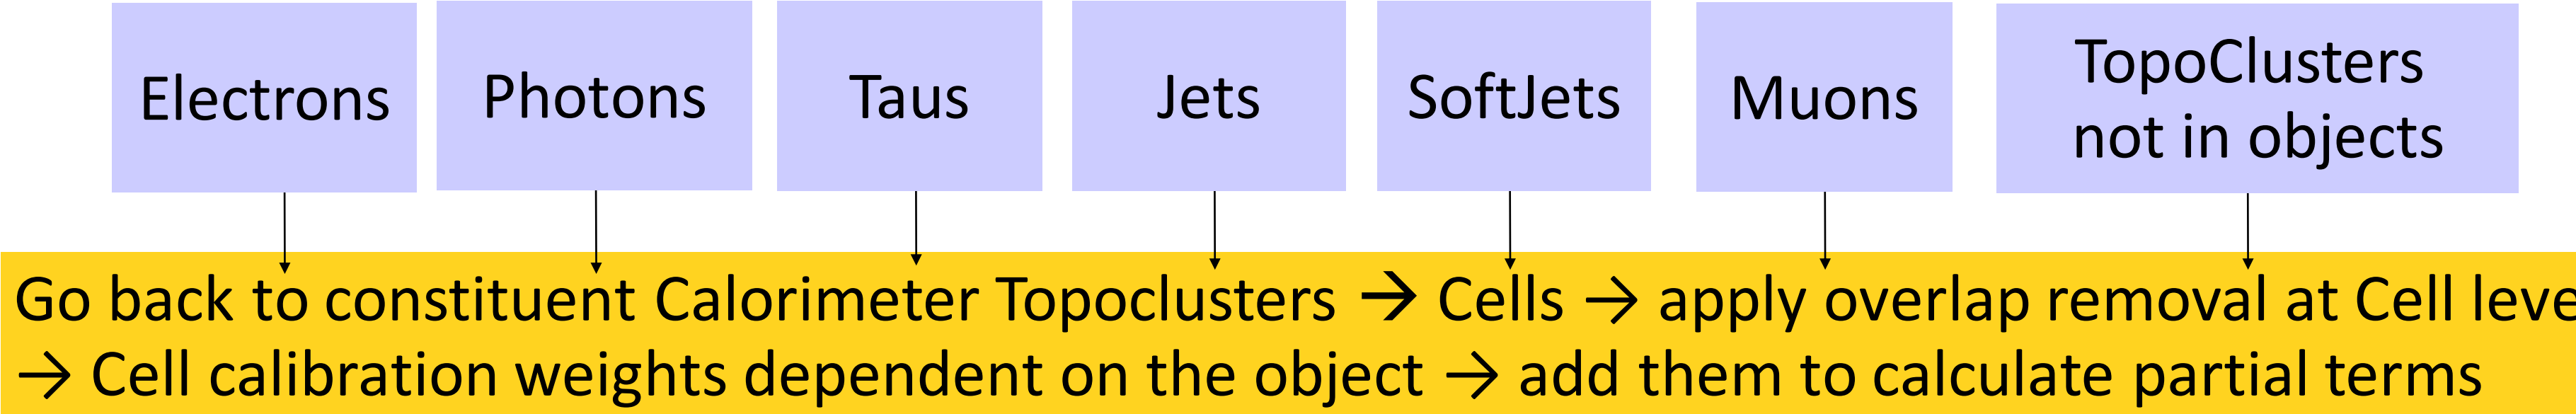 Electrons
Photons
Taus
Jets
SoftJets
Muons
TopoClusters
not in objects
Go back to constituent Calorimeter Topoclusters → Cells → apply overlap removal at Cell leve
→ Cell calibration weights dependent on the object → add them to calculate partial terms